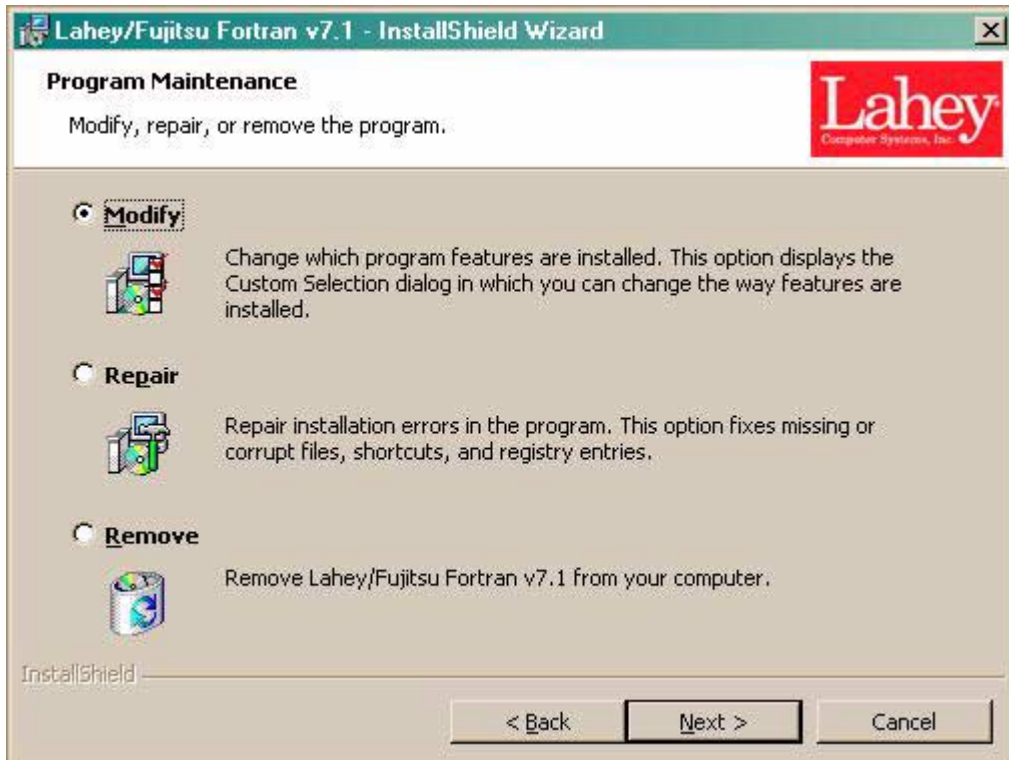 Lahey/Fujitsu Fortran v7.1 - InstallShield Wizard
Program Maintenance
Modify, repair, or remove the program.
Lahey
Computer Systems, Inc.
Modify
Change which program features are installed. This option displays the
Custom Selection dialog in which you can change the way features are
installed.
Repair
Repair installation errors in the program. This option fixes missing or
corrupt files, shortcuts, and registry entries.
Remove
Remove Lahey/Fujitsu Fortran v7.1 from your computer.
InstallShield
< Back Next > Cancel